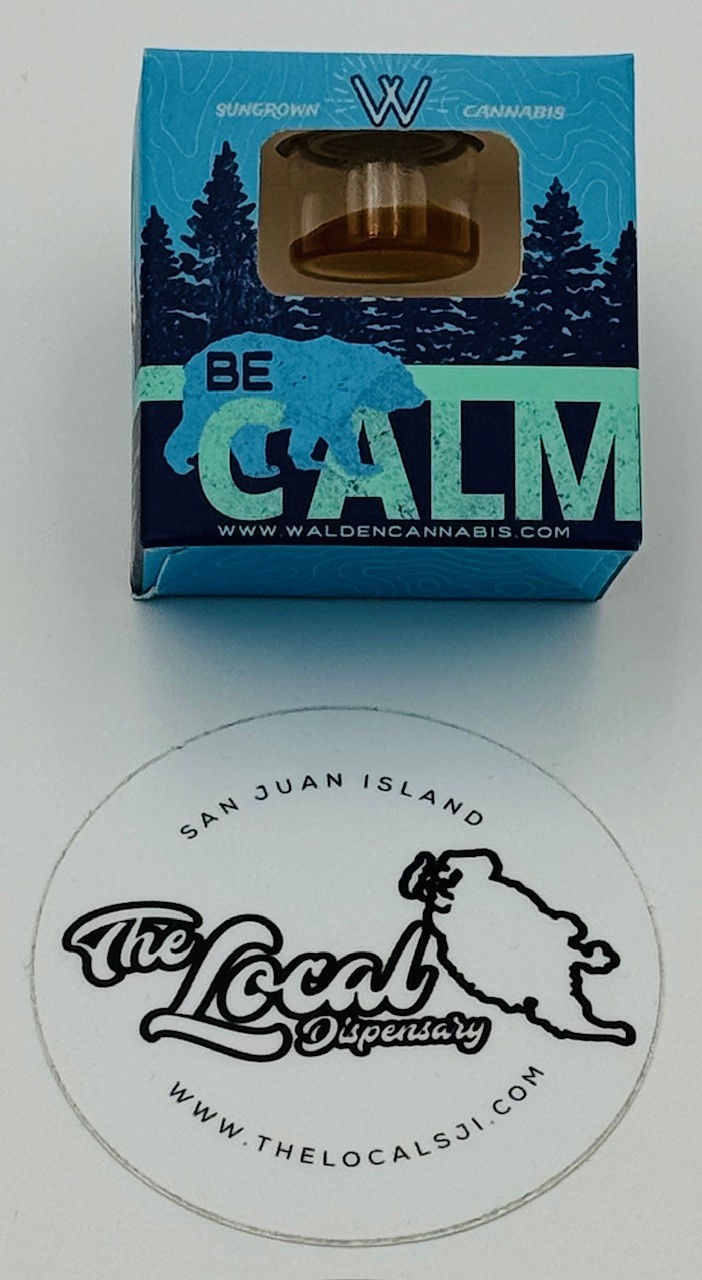 W
SUNGROWN CANNABIS
BE
CALM
WWW.WALDENCANNABIS.COM
SAN JUAN ISLAND
The Local
Dispensary
WWW.THELOCALSJI.COM